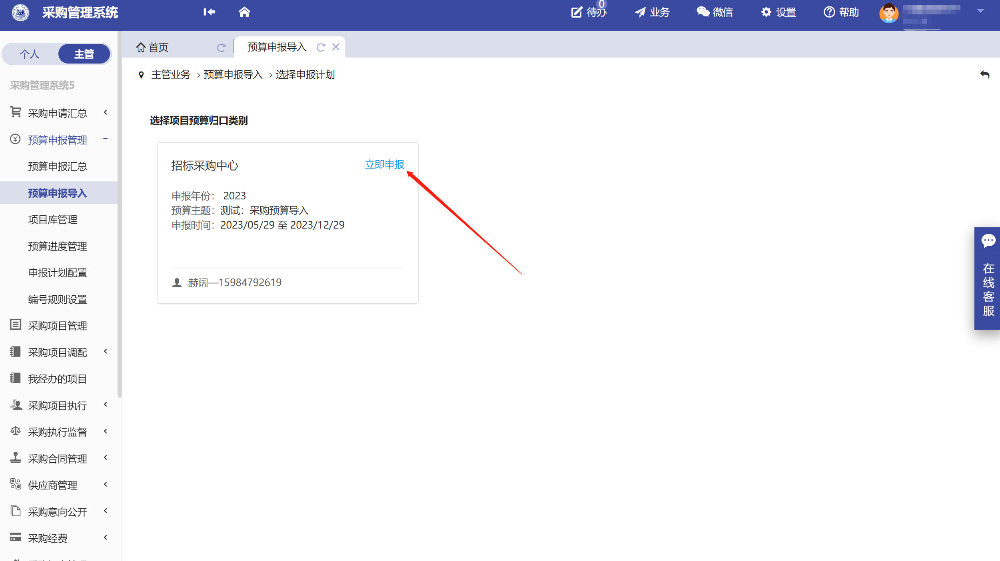 采购管理系统
0
待办
业务
微信
设置
帮助
个人
主管
首页
预算申报导入
主管业务 › 预算申报导入 › 选择申报计划
采购管理系统5
采购申请汇总
预算申报管理
预算申报汇总
预算申报导入
项目库管理
预算进度管理
申报计划配置
编号规则设置
采购项目管理
采购项目调配
我经办的项目
采购项目执行
采购执行监督
采购合同管理
供应商管理
采购意向公开
采购经费
选择项目预算归口类别
招标采购中心
立即申报
申报年份： 2023
预算主题：测试：采购预算导入
申报时间：2023/05/29 至 2023/12/29
赫阔—15984792619
在线客服